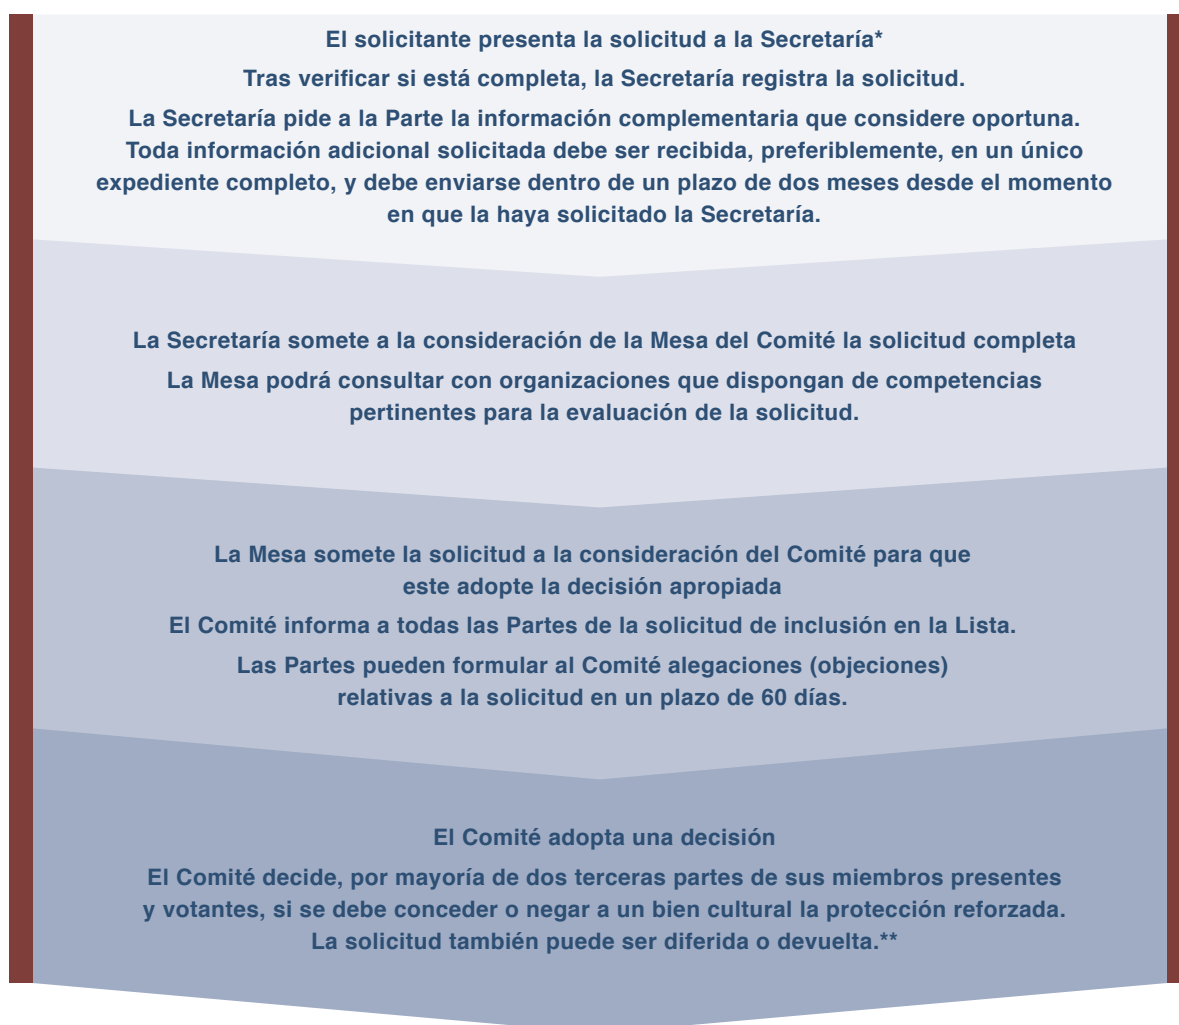 El solicitante presenta la solicitud a la Secretaría*
Tras verificar si está completa, la Secretaría registra la solicitud.
La Secretaría pide a la Parte la información complementaria que considere oportuna.
Toda información adicional solicitada debe ser recibida, preferiblemente, en un único
expediente completo, y debe enviarse dentro de un plazo de dos meses desde el momento
en que la haya solicitado la Secretaría.
La Secretaría somete a la consideración de la Mesa del Comité la solicitud completa
La Mesa podrá consultar con organizaciones que dispongan de competencias
pertinentes para la evaluación de la solicitud.
La Mesa somete la solicitud a la consideración del Comité para que
este adopte la decisión apropiada
El Comité informa a todas las Partes de la solicitud de inclusión en la Lista.
Las Partes pueden formular al Comité alegaciones (objeciones)
relativas a la solicitud en un plazo de 60 días.
El Comité adopta una decisión
El Comité decide, por mayoría de dos terceras partes de sus miembros presentes
y votantes, si se debe conceder o negar a un bien cultural la protección reforzada.
La solicitud también puede ser diferida o devuelta.**